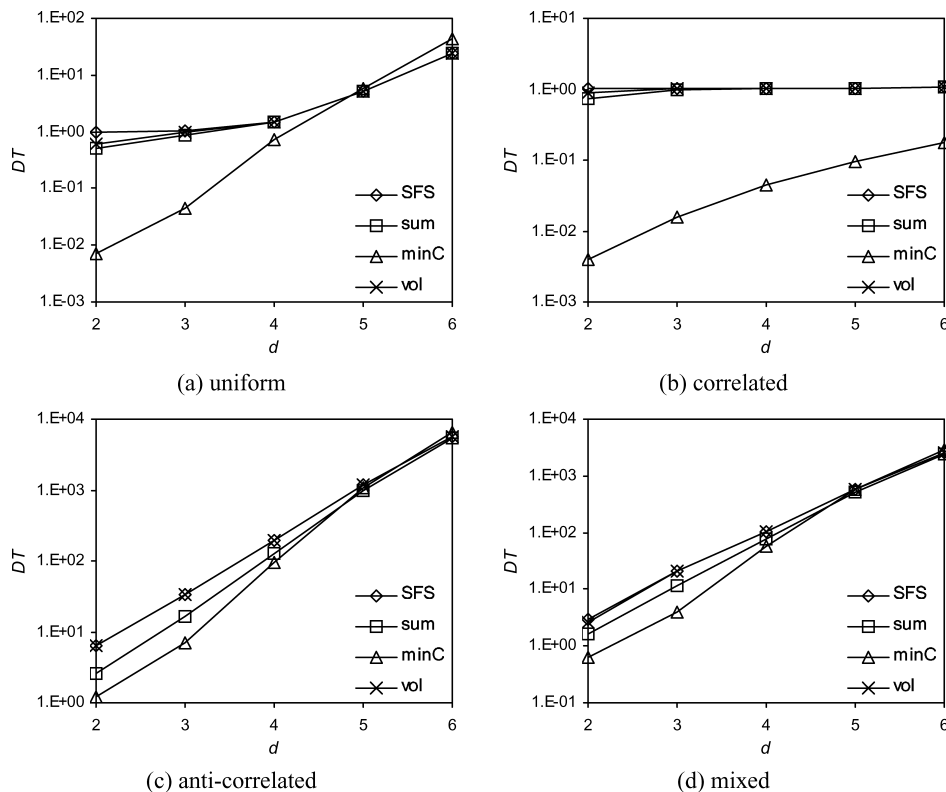 1.E+02
1.E+01
1.E+00
1.E-01
1.E-02
1.E-03
DT
SFS
sum
minC
vol
2 3 4 5 6
d
(a) uniform
1.E+01
1.E+00
1.E-01
1.E-02
1.E-03
DT
SFS
sum
minC
vol
2 3 4 5 6
d
(b) correlated
1.E+04
1.E+03
1.E+02
1.E+01
1.E+00
DT
SFS
sum
minC
vol
2 3 4 5 6
d
(c) anti-correlated
1.E+04
1.E+03
1.E+02
1.E+01
1.E+00
1.E-01
DT
SFS
sum
minC
vol
2 3 4 5 6
d
(d) mixed